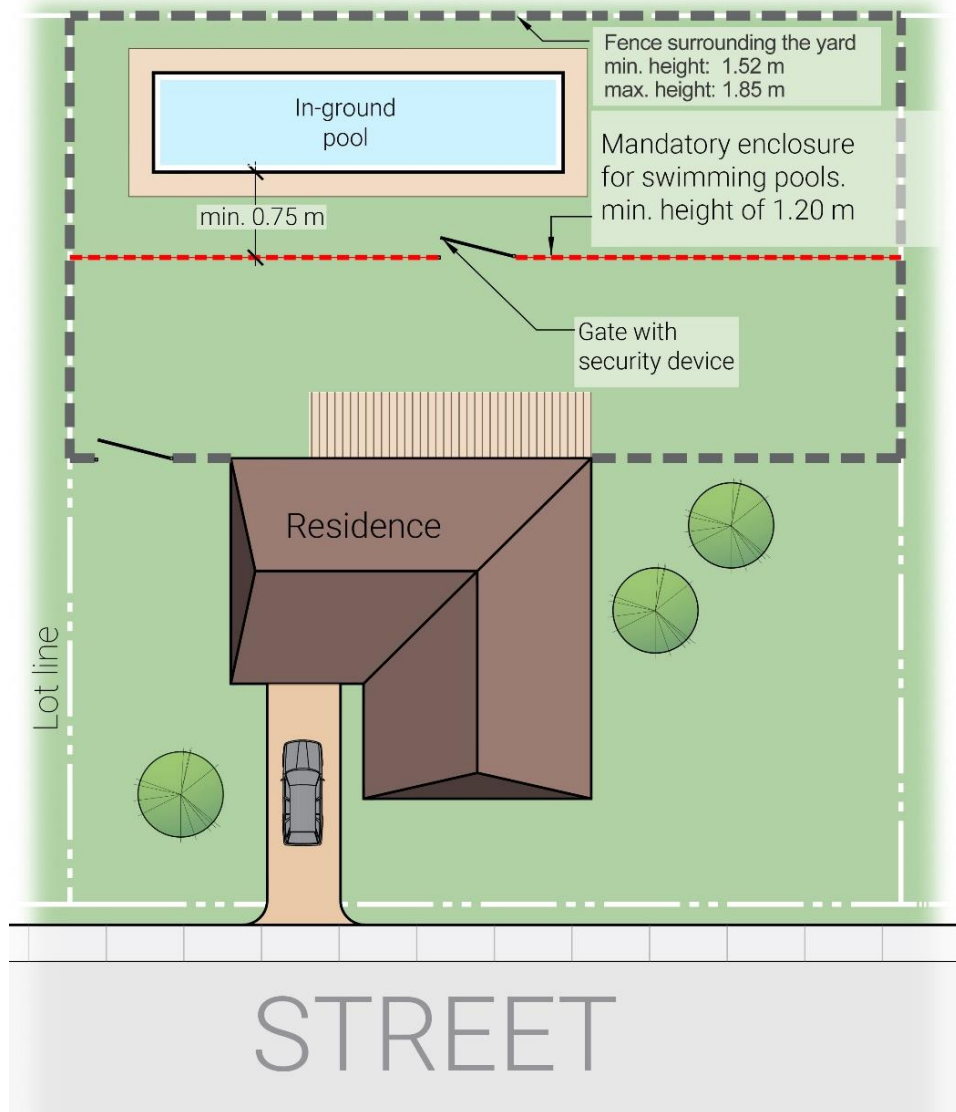 Fence surrounding the yard
min. height: 1.52 m
max. height: 1.85 m
In-ground
pool
Mandatory enclosure
for swimming pools.
min. height of 1.20 m
min. 0.75 m
Gate with
security device
Residence
Lot line
STREET